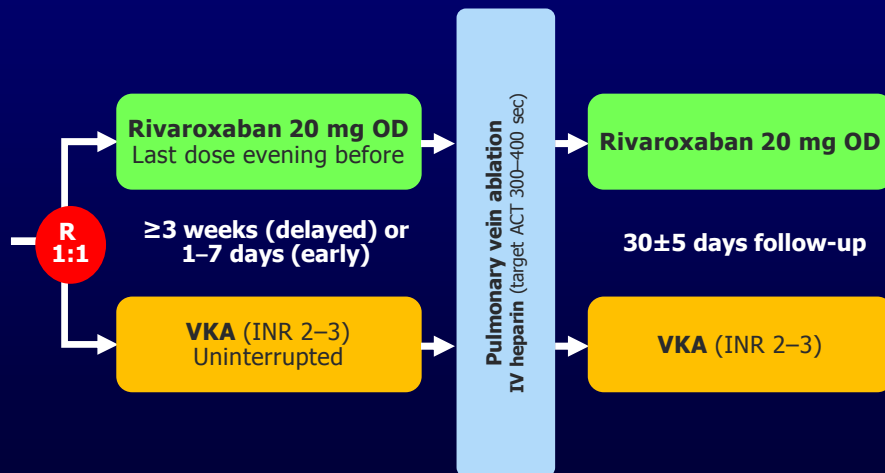 R
1:1
Rivaroxaban 20 mg OD
Last dose evening before
≥3 weeks (delayed) or
1–7 days (early)
VKA (INR 2–3)
Uninterrupted
Pulmonary vein ablation
IV heparin (target ACT 300–400 sec)
Rivaroxaban 20 mg OD
30±5 days follow-up
VKA (INR 2–3)